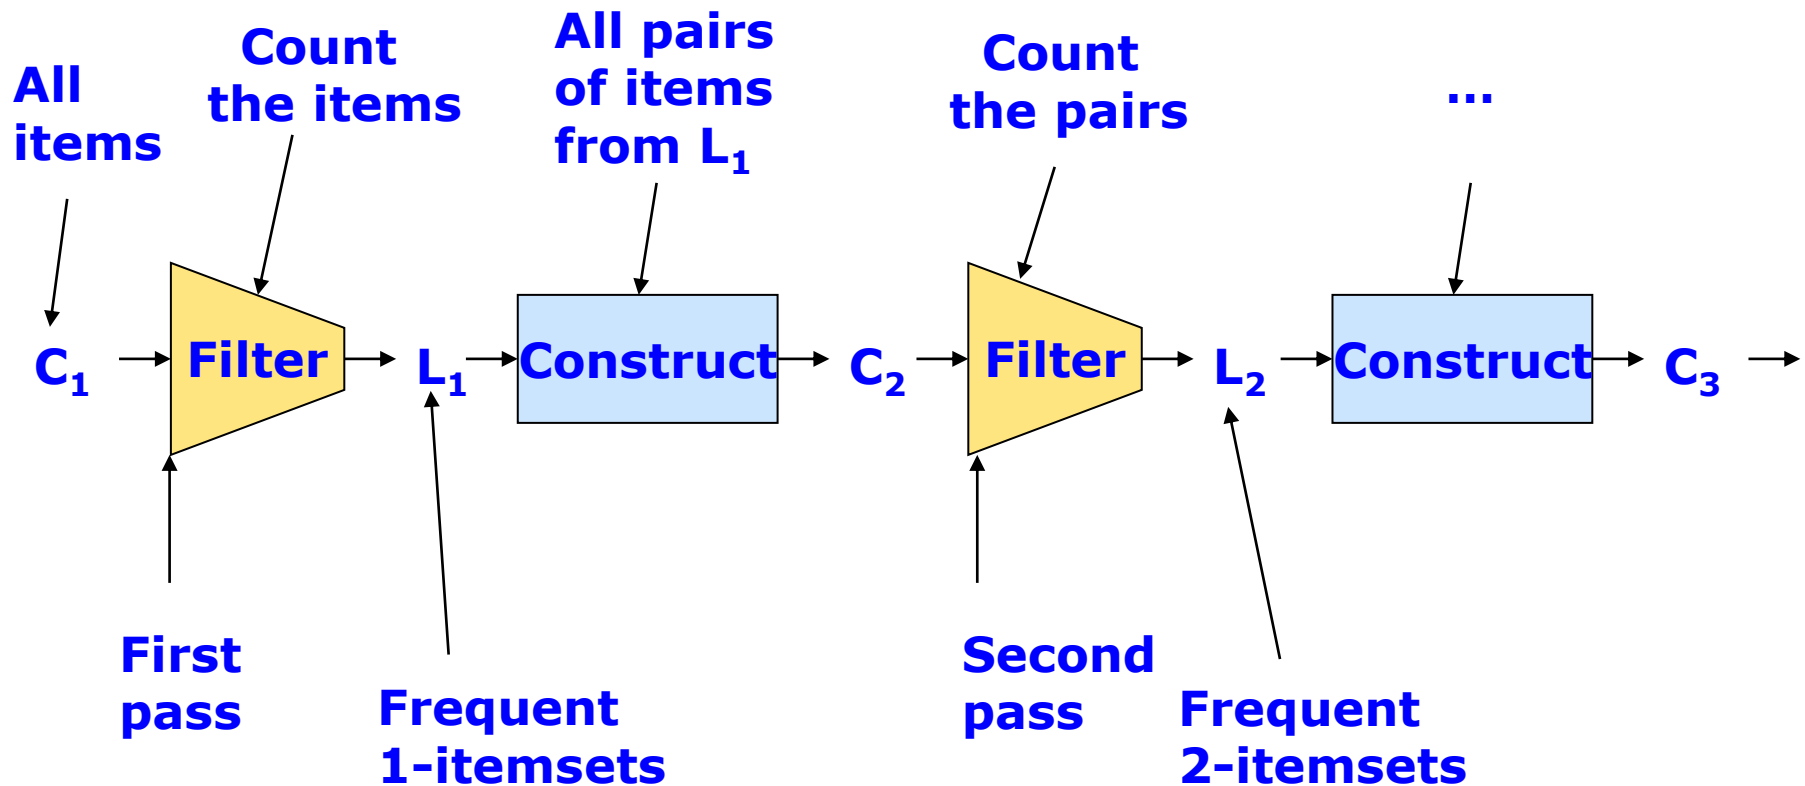 All
items
Count
the items
All pairs
of items
from L₁
Count
the pairs
...
C₁
Filter
L₁
Construct
C₂
Filter
L₂
Construct
C₃
First
pass
Frequent
1-itemsets
Second
pass
Frequent
2-itemsets